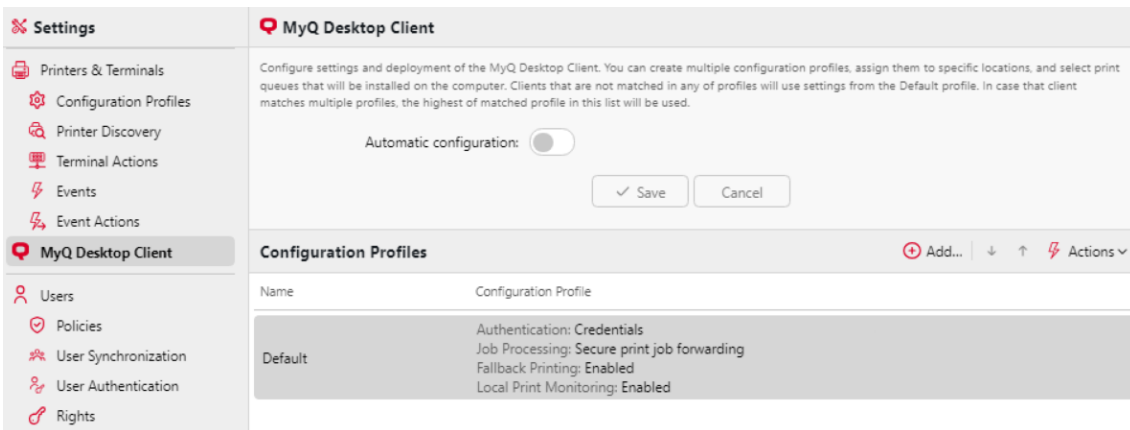 Settings
Printers & Terminals
Configuration Profiles
Printer Discovery
Terminal Actions
Events
Event Actions
MyQ Desktop Client
Users
Policies
User Synchronization
User Authentication
Rights
MyQ Desktop Client
Configure settings and deployment of the MyQ Desktop Client. You can create multiple configuration profiles, assign them to specific locations, and select print
queues that will be installed on the computer. Clients that are not matched in any of profiles will use settings from the Default profile. In case that client
matches multiple profiles, the highest of matched profile in this list will be used.
Automatic configuration:
Save Cancel
Configuration Profiles Add... Actions
Name Configuration Profile
Default
Authentication: Credentials
Job Processing: Secure print job forwarding
Fallback Printing: Enabled
Local Print Monitoring: Enabled